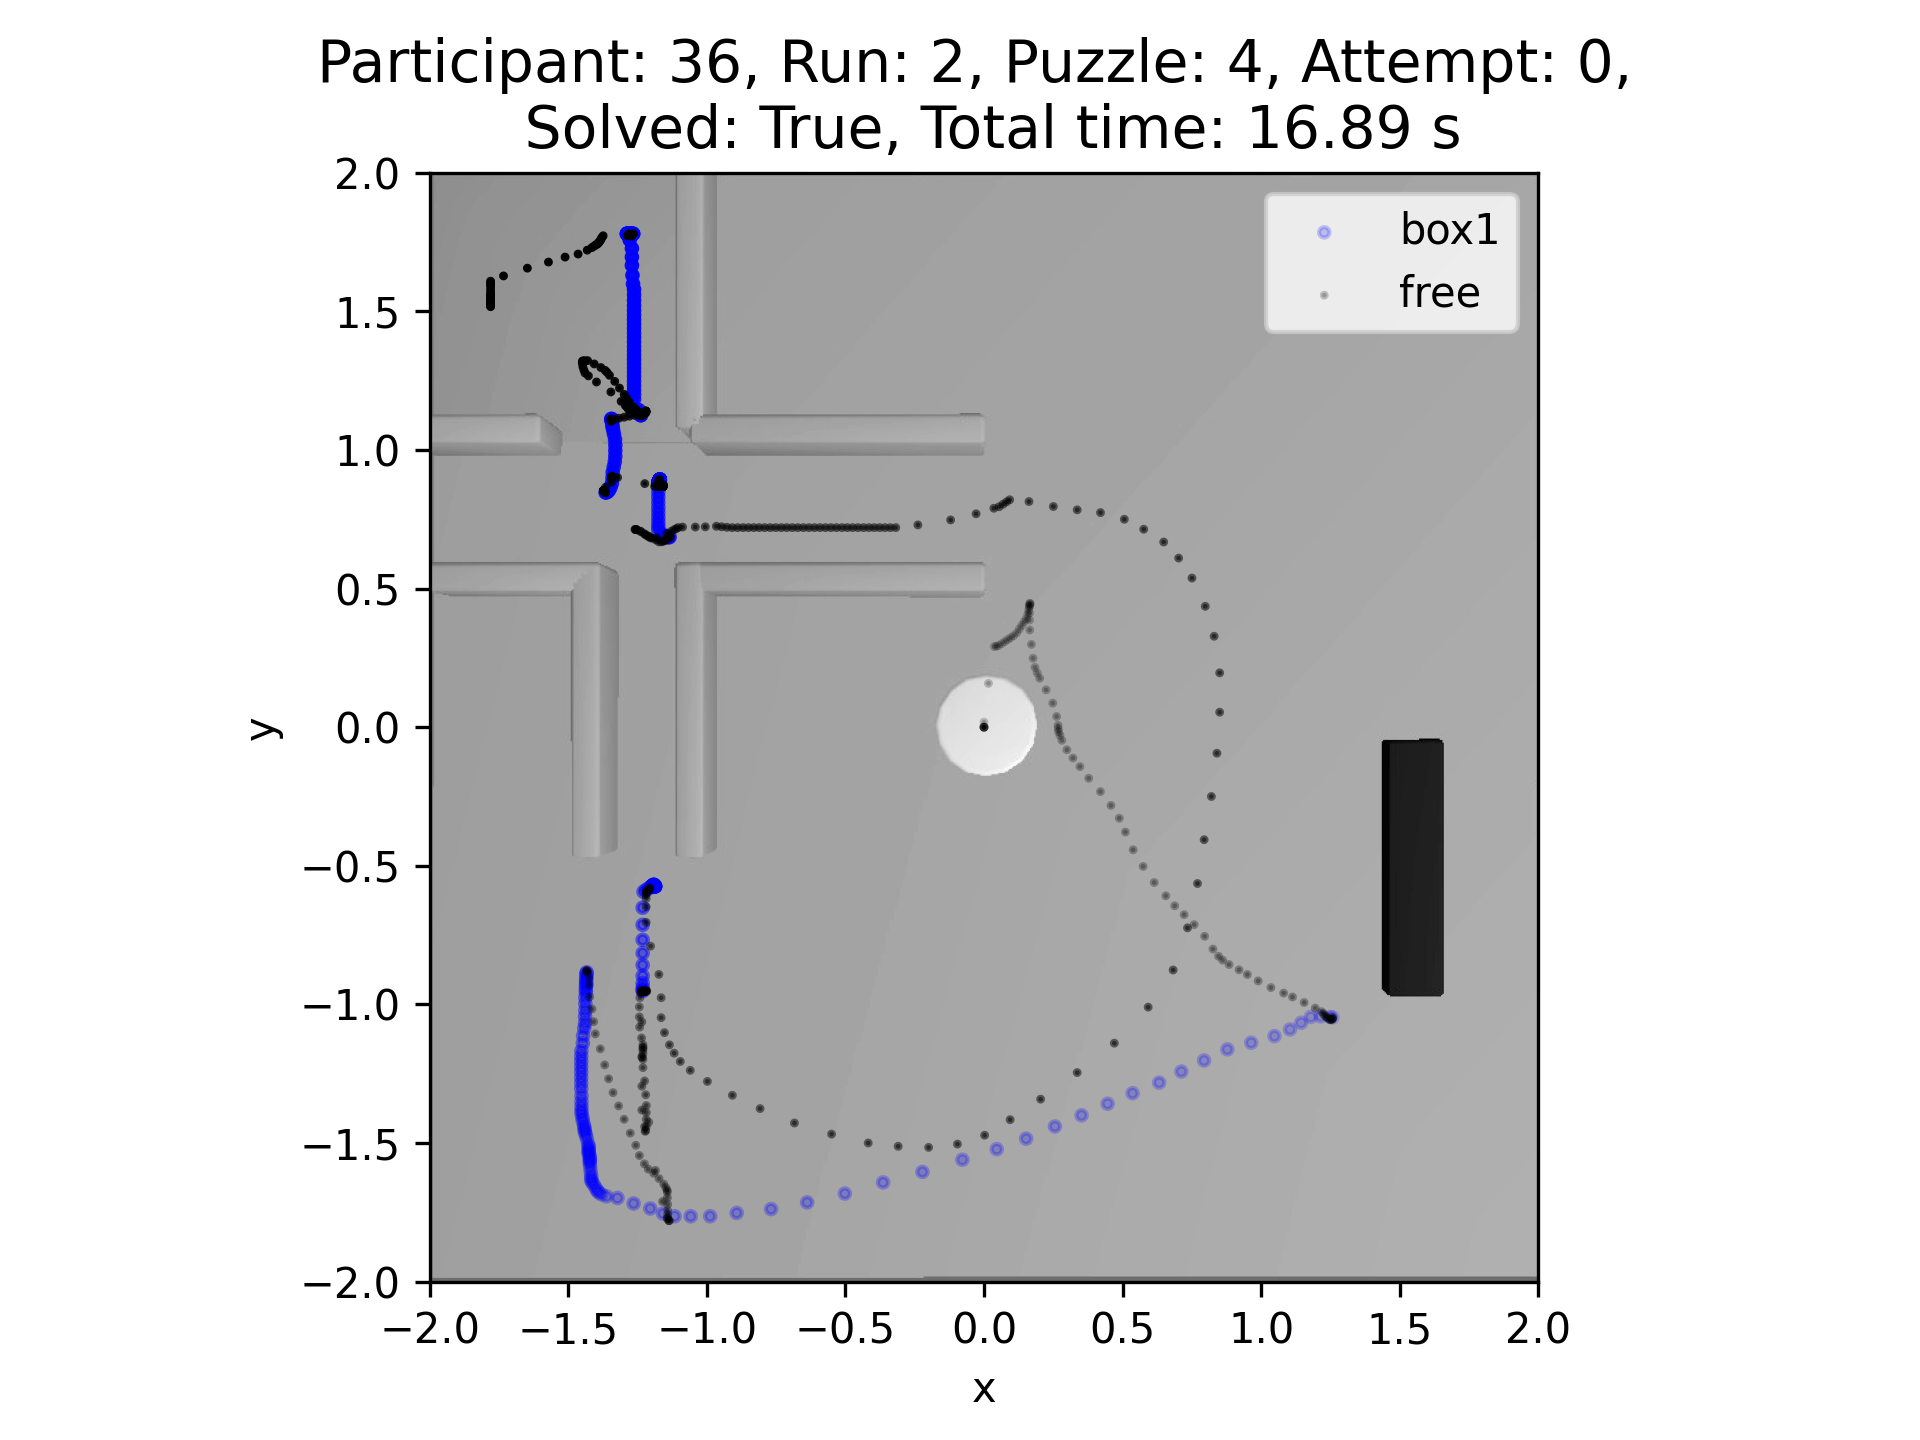 Participant: 36, Run: 2, Puzzle: 4, Attempt: 0,
Solved: True, Total time: 16.89 s
box1
free
2.0
1.5
1.0
0.5
0.0
−0.5
−1.0
−1.5
−2.0
y
−2.0 −1.5 −1.0 −0.5 0.0 0.5 1.0 1.5 2.0
x